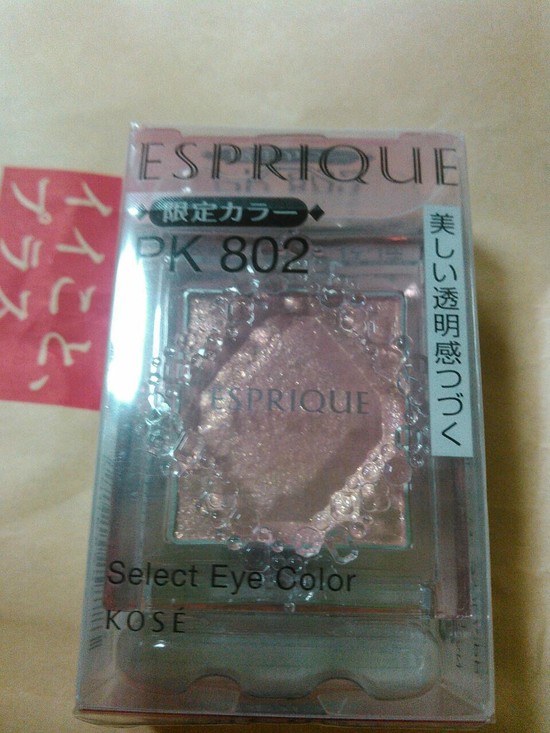 ESPRIQUE
限定カラー
PK 802
美しい透明感つづく
ESPRIQUE
Select Eye Color
KOSÉ
イイこと、
プラス